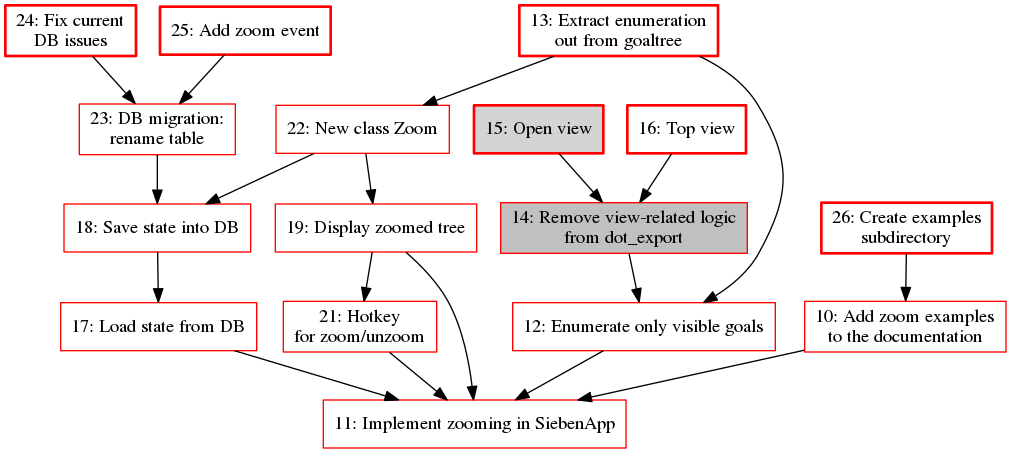 24: Fix current
DB issues
25: Add zoom event
13: Extract enumeration
out from goaltree
23: DB migration:
rename table
22: New class Zoom
15: Open view
16: Top view
18: Save state into DB
19: Display zoomed tree
14: Remove view-related logic
from dot_export
26: Create examples
subdirectory
17: Load state from DB
21: Hotkey
for zoom/unzoom
12: Enumerate only visible goals
10: Add zoom examples
to the documentation
11: Implement zooming in SiebenApp